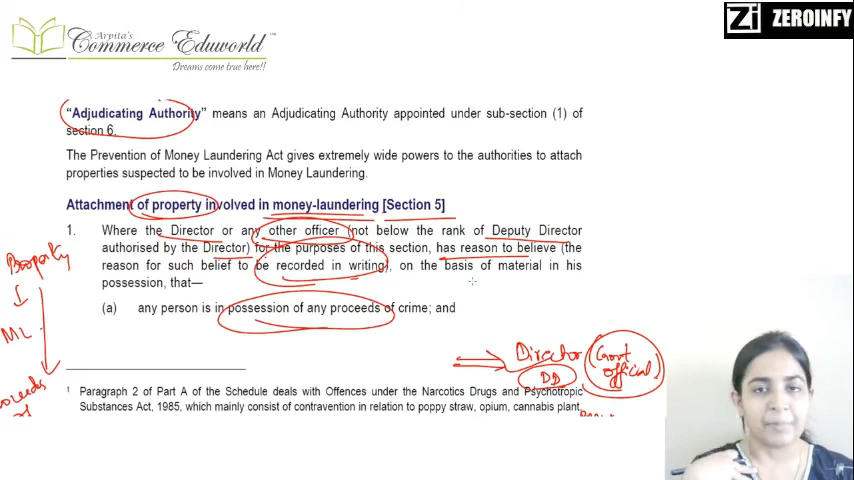 Arpita's
Commerce Eduworld
Dreams come true here!!
Zi ZEROINFY
"Adjudicating Authority" means an Adjudicating Authority appointed under sub-section (1) of
section 6.
The Prevention of Money Laundering Act gives extremely wide powers to the authorities to attach
properties suspected to be involved in Money Laundering.
Attachment of property involved in money-laundering [Section 5]
1. Where the Director or any other officer (not below the rank of Deputy Director
authorised by the Director) for the purposes of this section, has reason to believe (the
reason for such belief to be recorded in writing), on the basis of material in his
possession, that—
(a) any person is in possession of any proceeds of crime; and
Property
ML
of
Director
(Govt
official)
DD
1 Paragraph 2 of Part A of the Schedule deals with Offences under the Narcotics Drugs and Psychotropic
Substances Act, 1985, which mainly consist of contravention in relation to poppy straw, opium, cannabis plant,